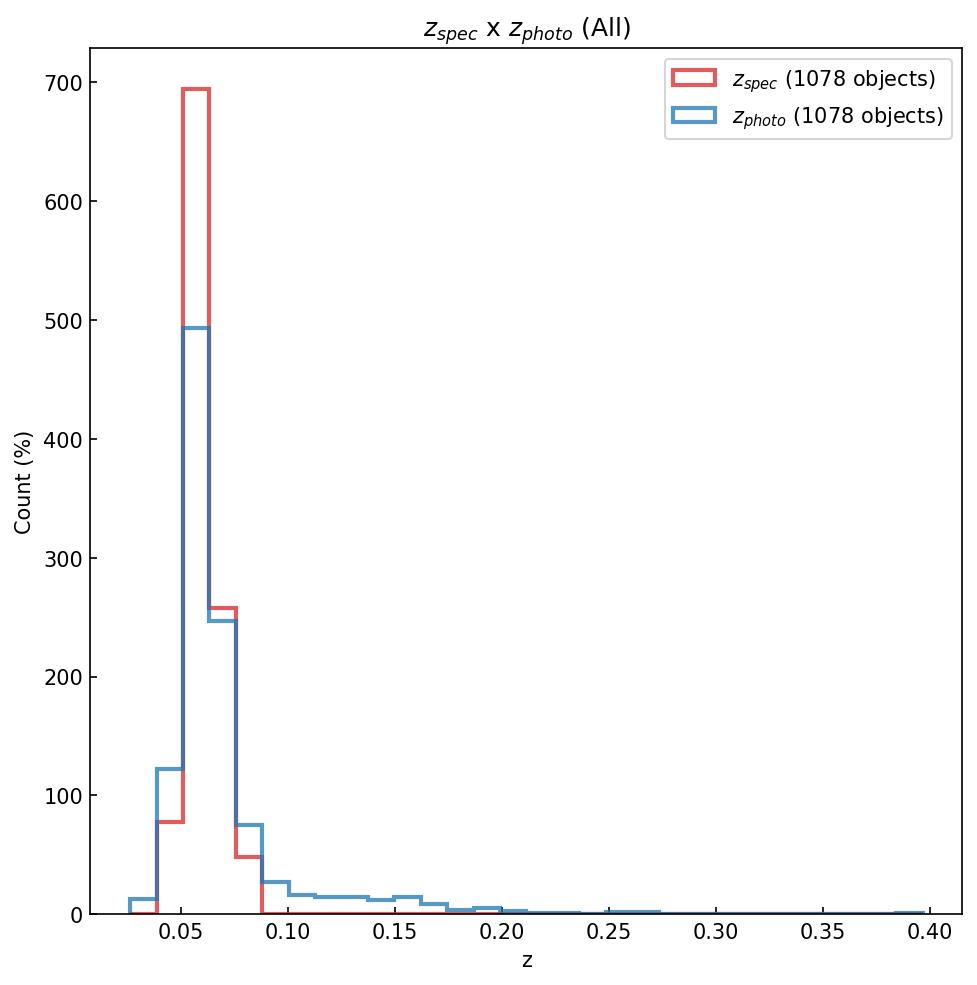 z_spec x z_photo (All)
z_spec (1078 objects)
z_photo (1078 objects)
700
600
500
400
300
200
100
0
Count (%)
0.05 0.10 0.15 0.20 0.25 0.30 0.35 0.40
z